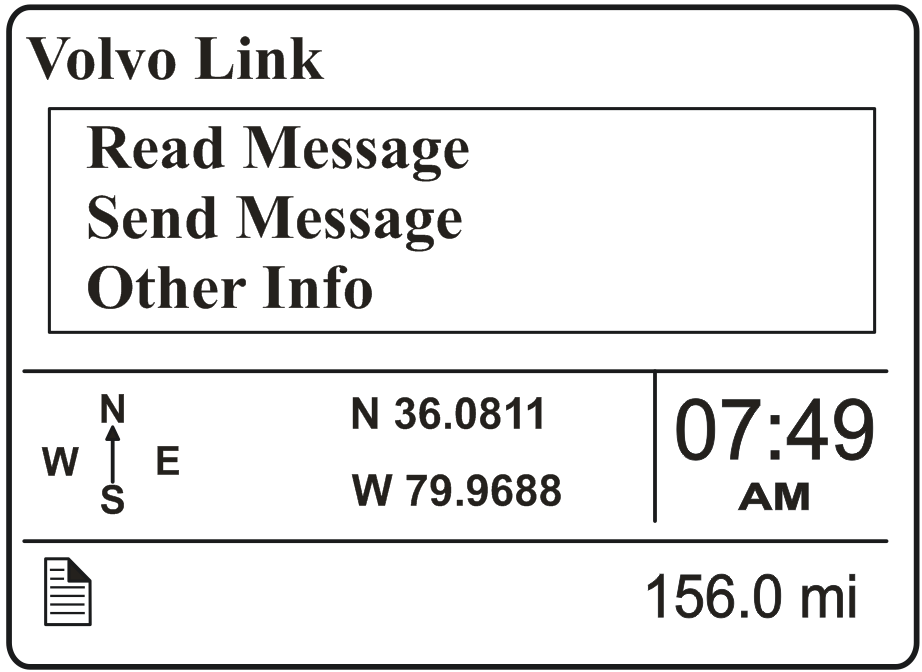 Volvo Link
Read Message
Send Message
Other Info
N
W E
S
N 36.0811
W 79.9688
07:49
AM
156.0 mi